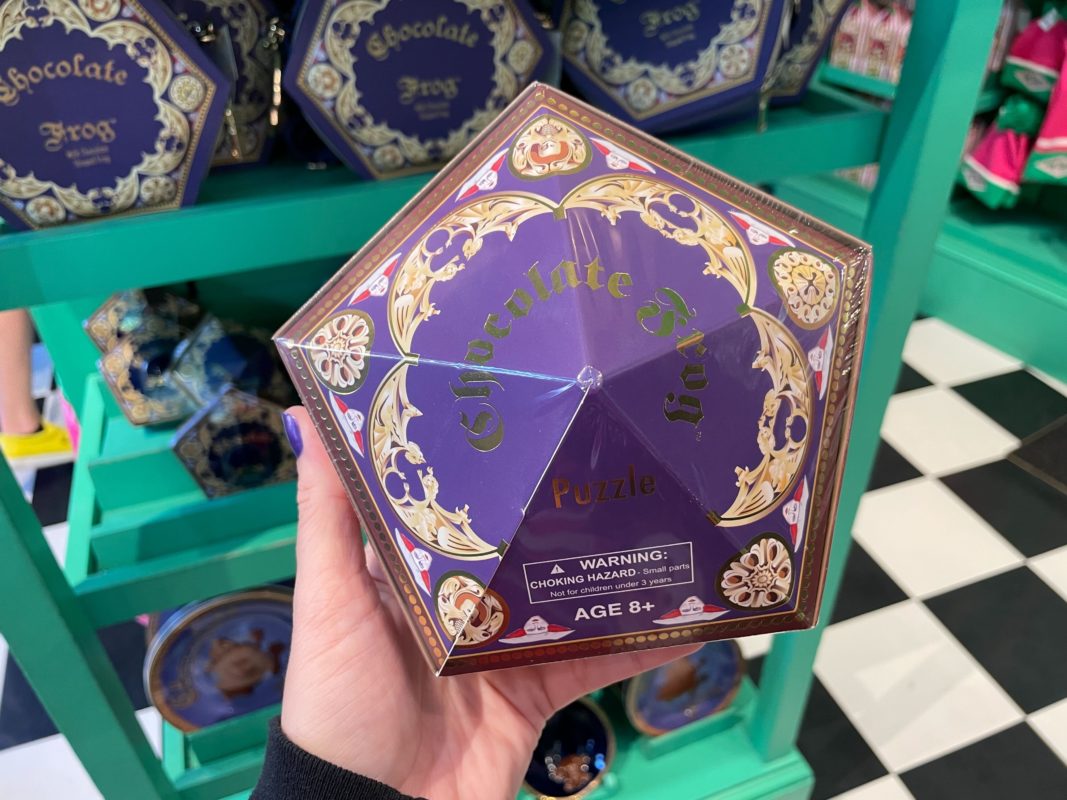 Chocolate
Frog
Chocolate
Frog
Frog
Chocolate Frog
Puzzle
WARNING:
CHOKING HAZARD - Small parts
Not for children under 3 years
AGE 8+